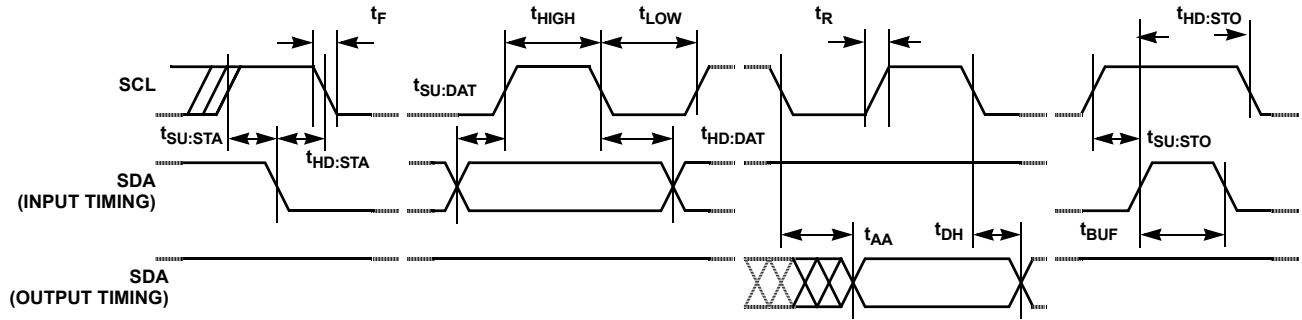 tF
tHIGH
tLOW
tR
tHD:STO
SCL
tSU:DAT
tSU:STA
tHD:STA
tHD:DAT
tSU:STO
SDA
(INPUT TIMING)
tAA
tDH
tBUF
SDA
(OUTPUT TIMING)